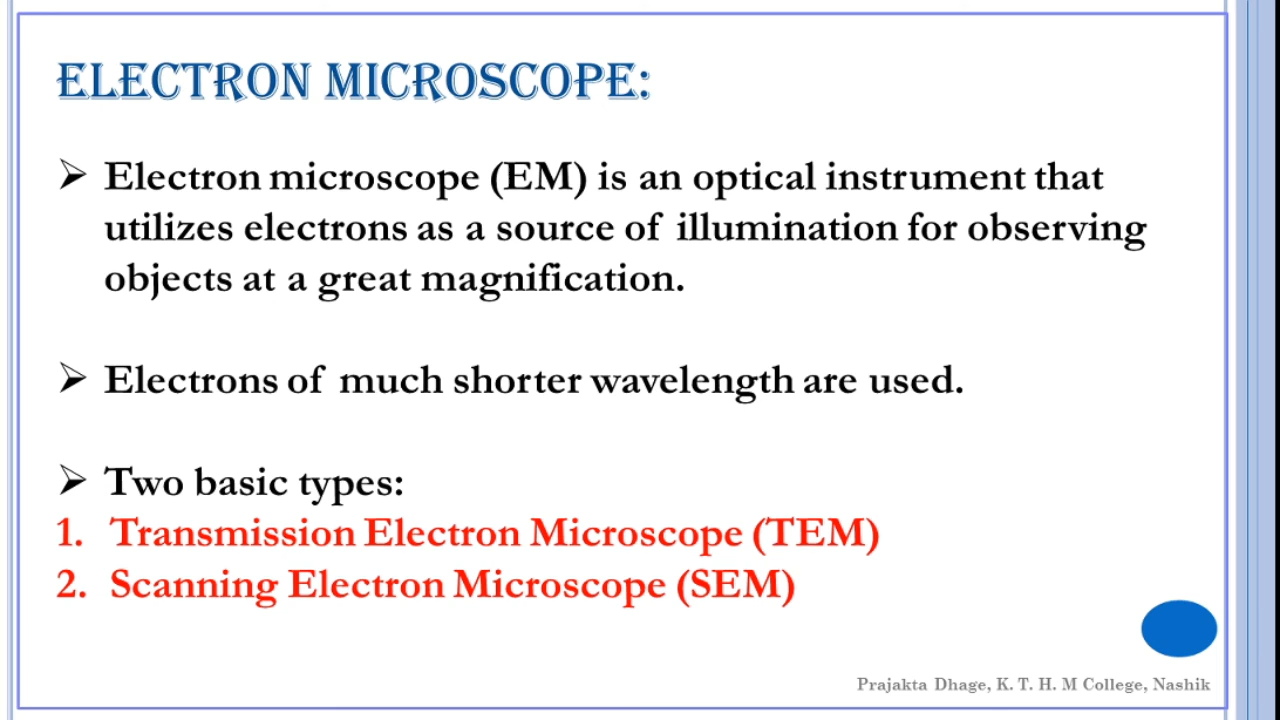 ELECTRON MICROSCOPE:
➢ Electron microscope (EM) is an optical instrument that
utilizes electrons as a source of illumination for observing
objects at a great magnification.
➢ Electrons of much shorter wavelength are used.
➢ Two basic types:
1. Transmission Electron Microscope (TEM)
2. Scanning Electron Microscope (SEM)
Prajakta Dhage, K. T. H. M College, Nashik